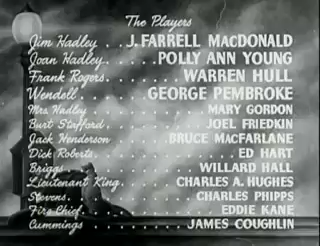 The Players
Jim Hadley . . J. FARRELL MACDONALD
Joan Hadley . . . . . POLLY ANN YOUNG
Frank Rogers . . . . . . . WARREN HULL
Wendell . . . . . . GEORGE PEMBROKE
Mrs Hadley . . . . . . . . MARY GORDON
Burt Stafford . . . . . . . JOEL FRIEDKIN
Jack Henderson . . . BRUCE MACFARLANE
Dick Roberts . . . . . . . . . . ED HART
Briggs . . . . . . . . . . WILLARD HALL
Lieutenant King . . . CHARLES A. HUGHES
Stevens . . . . . . . . . CHARLES PHIPPS
Fire Chief . . . . . . . . . EDDIE KANE
Cummings . . . . . . . JAMES COUGHLIN